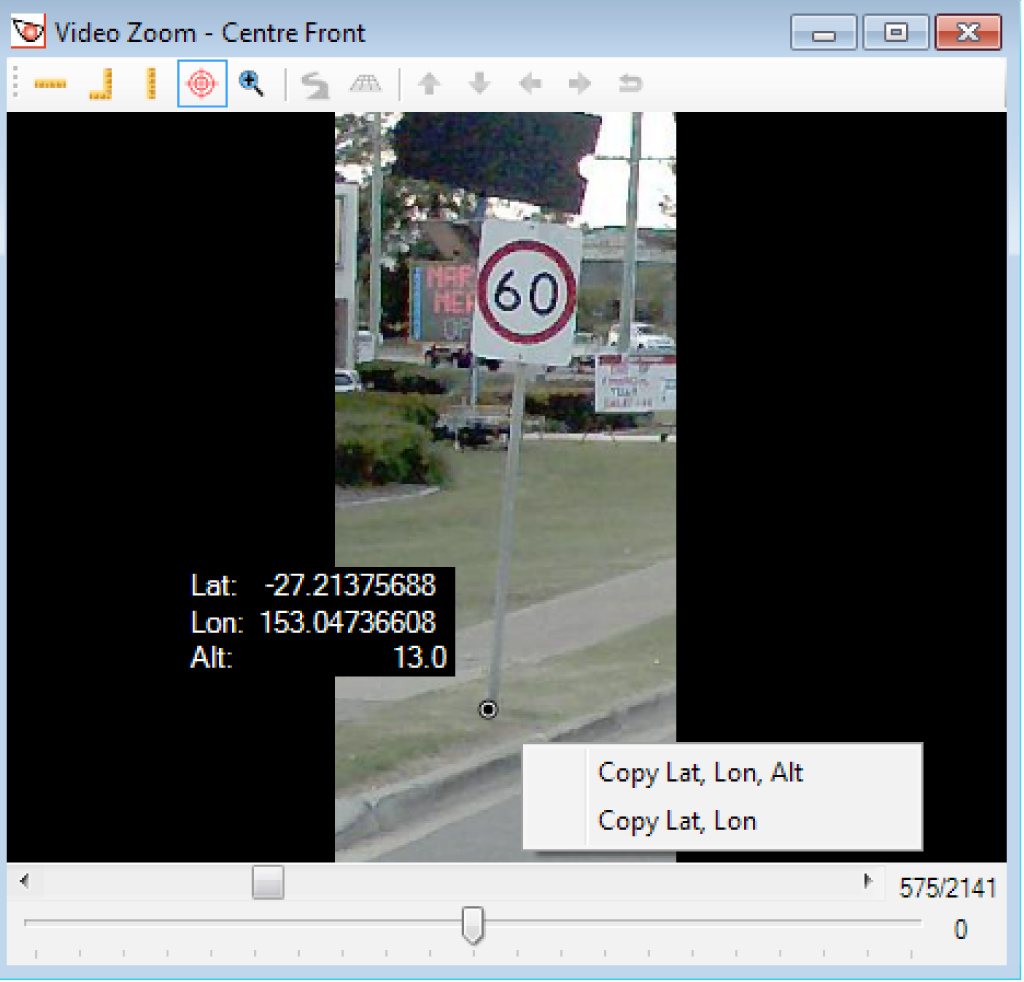 Video Zoom - Centre Front
60
Lat: -27.21375688
Lon: 153.04736608
Alt: 13.0
Copy Lat, Lon, Alt
Copy Lat, Lon
575/2141
0